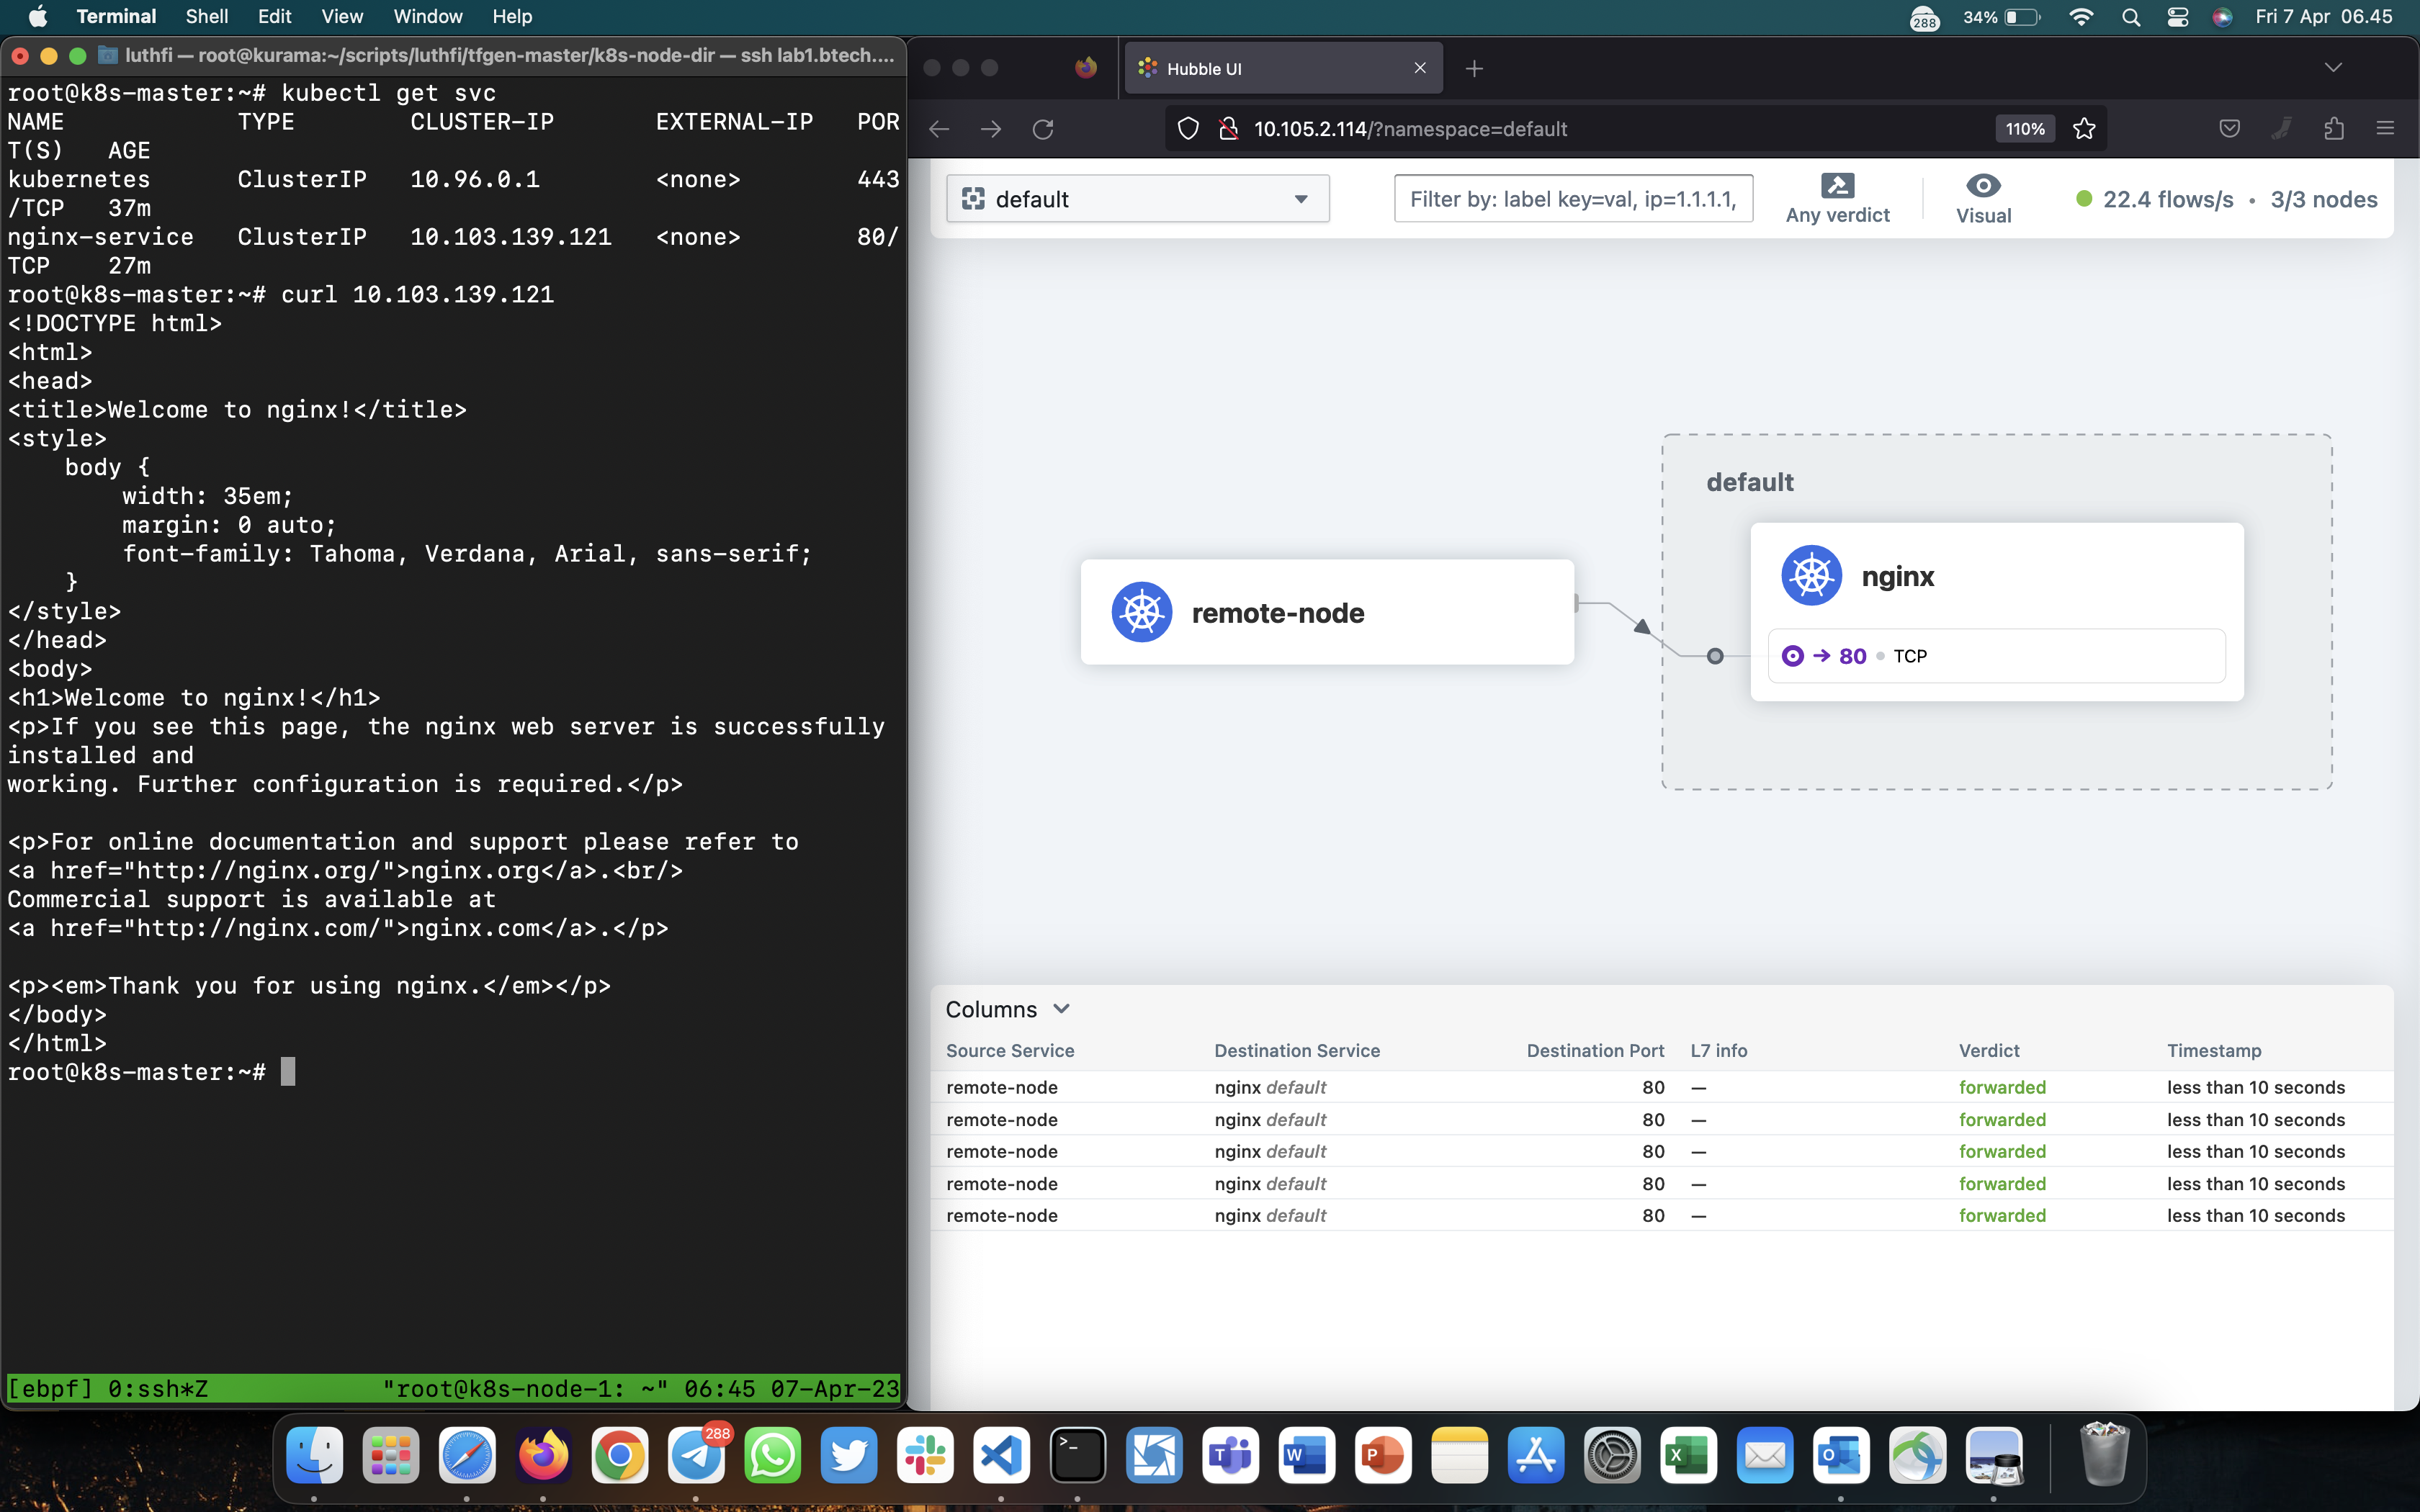 Terminal Shell Edit View Window Help
288 34% Fri 7 Apr 06.45
luthfi — root@kurama:~/scripts/luthfi/tfgen-master/k8s-node-dir — ssh lab1.btech....
root@k8s-master:~# kubectl get svc
NAME TYPE CLUSTER-IP EXTERNAL-IP POR
T(S) AGE
kubernetes ClusterIP 10.96.0.1 <none> 443
/TCP 37m
nginx-service ClusterIP 10.103.139.121 <none> 80/
TCP 27m
root@k8s-master:~# curl 10.103.139.121
<!DOCTYPE html>
<html>
<head>
<title>Welcome to nginx!</title>
<style>
    body {
        width: 35em;
        margin: 0 auto;
        font-family: Tahoma, Verdana, Arial, sans-serif;
    }
</style>
</head>
<body>
<h1>Welcome to nginx!</h1>
<p>If you see this page, the nginx web server is successfully
installed and
working. Further configuration is required.</p>
<p>For online documentation and support please refer to
<a href="http://nginx.org/">nginx.org</a>.<br/>
Commercial support is available at
<a href="http://nginx.com/">nginx.com</a>.</p>
<p><em>Thank you for using nginx.</em></p>
</body>
</html>
root@k8s-master:~#
[ebpf] 0:ssh*Z "root@k8s-node-1: ~" 06:45 07-Apr-23
Hubble UI
10.105.2.114/?namespace=default 110%
default
Filter by: label key=val, ip=1.1.1.1,
Any verdict
Visual
22.4 flows/s • 3/3 nodes
default
nginx
remote-node
→ 80 • TCP
Columns
Source Service Destination Service Destination Port L7 info Verdict Timestamp
remote-node nginx default 80 — forwarded less than 10 seconds
remote-node nginx default 80 — forwarded less than 10 seconds
remote-node nginx default 80 — forwarded less than 10 seconds
remote-node nginx default 80 — forwarded less than 10 seconds
remote-node nginx default 80 — forwarded less than 10 seconds
288
>_
T
W
P
X
O